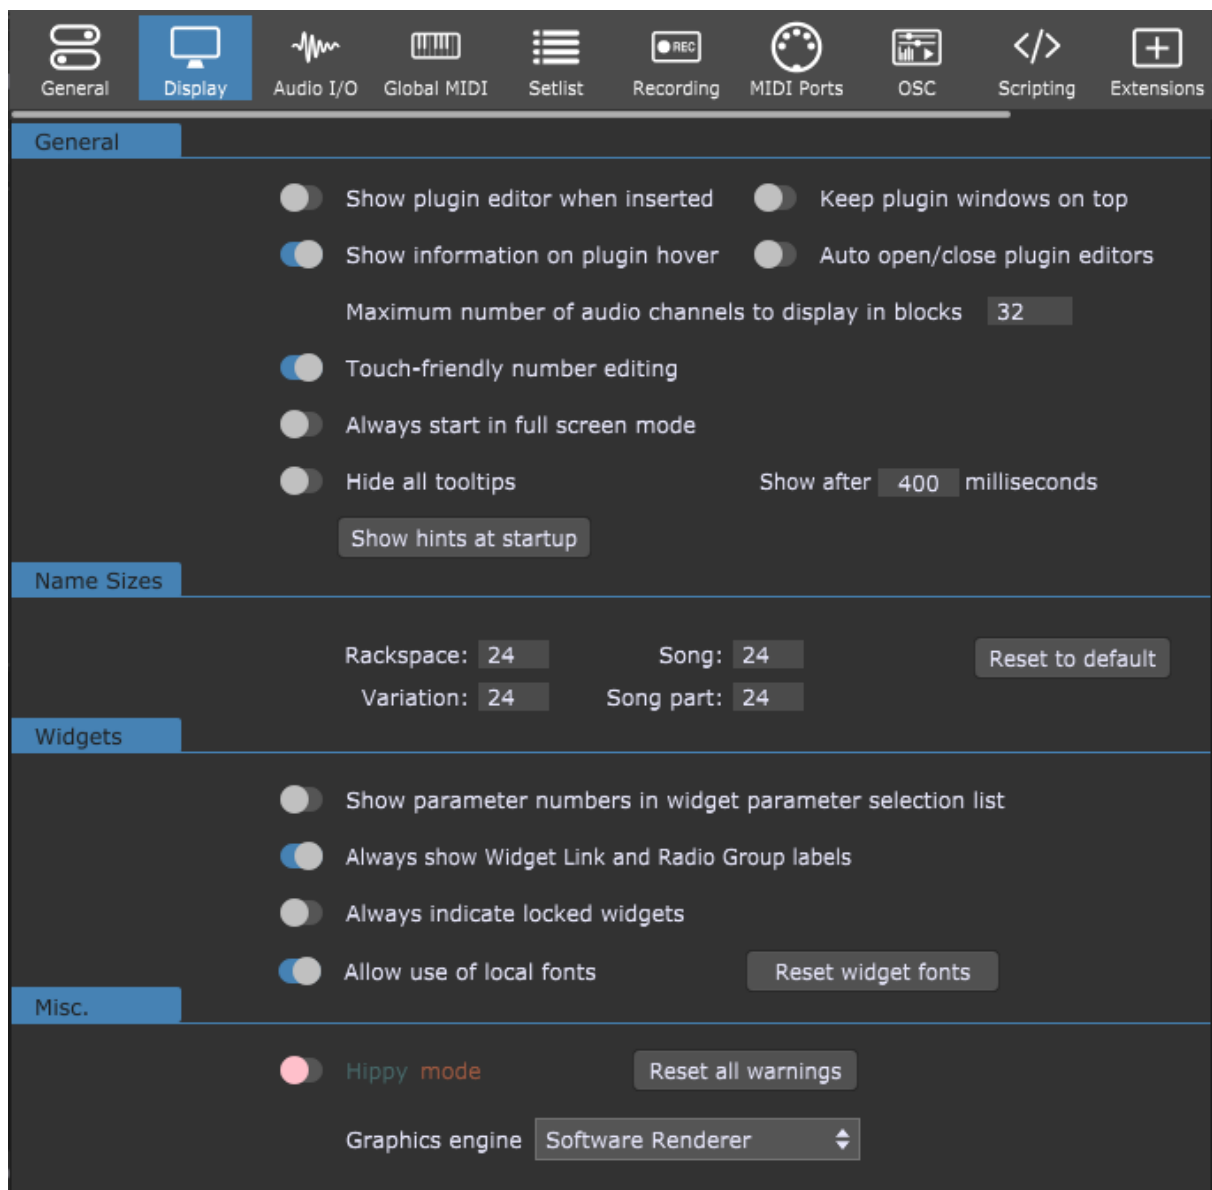 General Display Audio I/O Global MIDI Setlist REC Recording MIDI Ports OSC Scripting Extensions
General
Show plugin editor when inserted Keep plugin windows on top
Show information on plugin hover Auto open/close plugin editors
Maximum number of audio channels to display in blocks 32
Touch-friendly number editing
Always start in full screen mode
Hide all tooltips Show after 400 milliseconds
Show hints at startup
Name Sizes
Rackspace: 24 Song: 24 Reset to default
Variation: 24 Song part: 24
Widgets
Show parameter numbers in widget parameter selection list
Always show Widget Link and Radio Group labels
Always indicate locked widgets
Allow use of local fonts Reset widget fonts
Misc.
Hippy mode Reset all warnings
Graphics engine Software Renderer